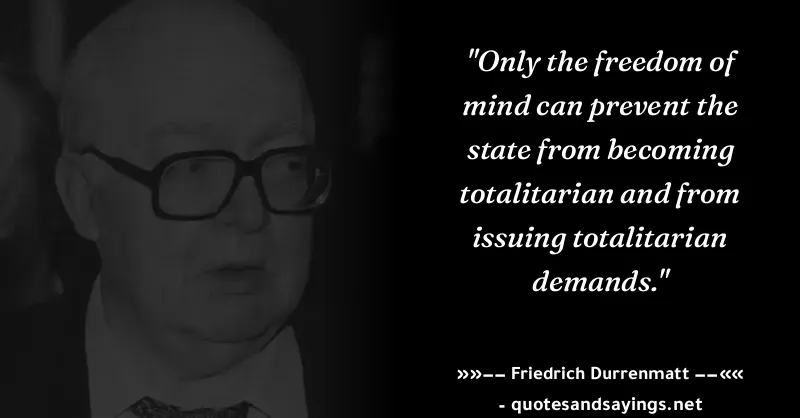 "Only the freedom of
mind can prevent the
state from becoming
totalitarian and from
issuing totalitarian
demands."
»»-- Friedrich Durrenmatt --««
- quotesandsayings.net